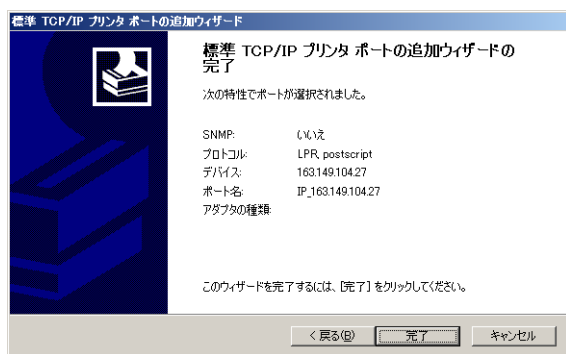 標準 TCP/IP プリンタ ポートの追加ウィザード
標準 TCP/IP プリンタ ポートの追加ウィザードの
完了
次の特性でポートが選択されました。
SNMP: いいえ
プロトコル: LPR, postscript
デバイス: 163.149.104.27
ポート名: IP_163.149.104.27
アダプタの種類:
このウィザードを完了するには、[完了] をクリックしてください。
< 戻る(B) 完了 キャンセル